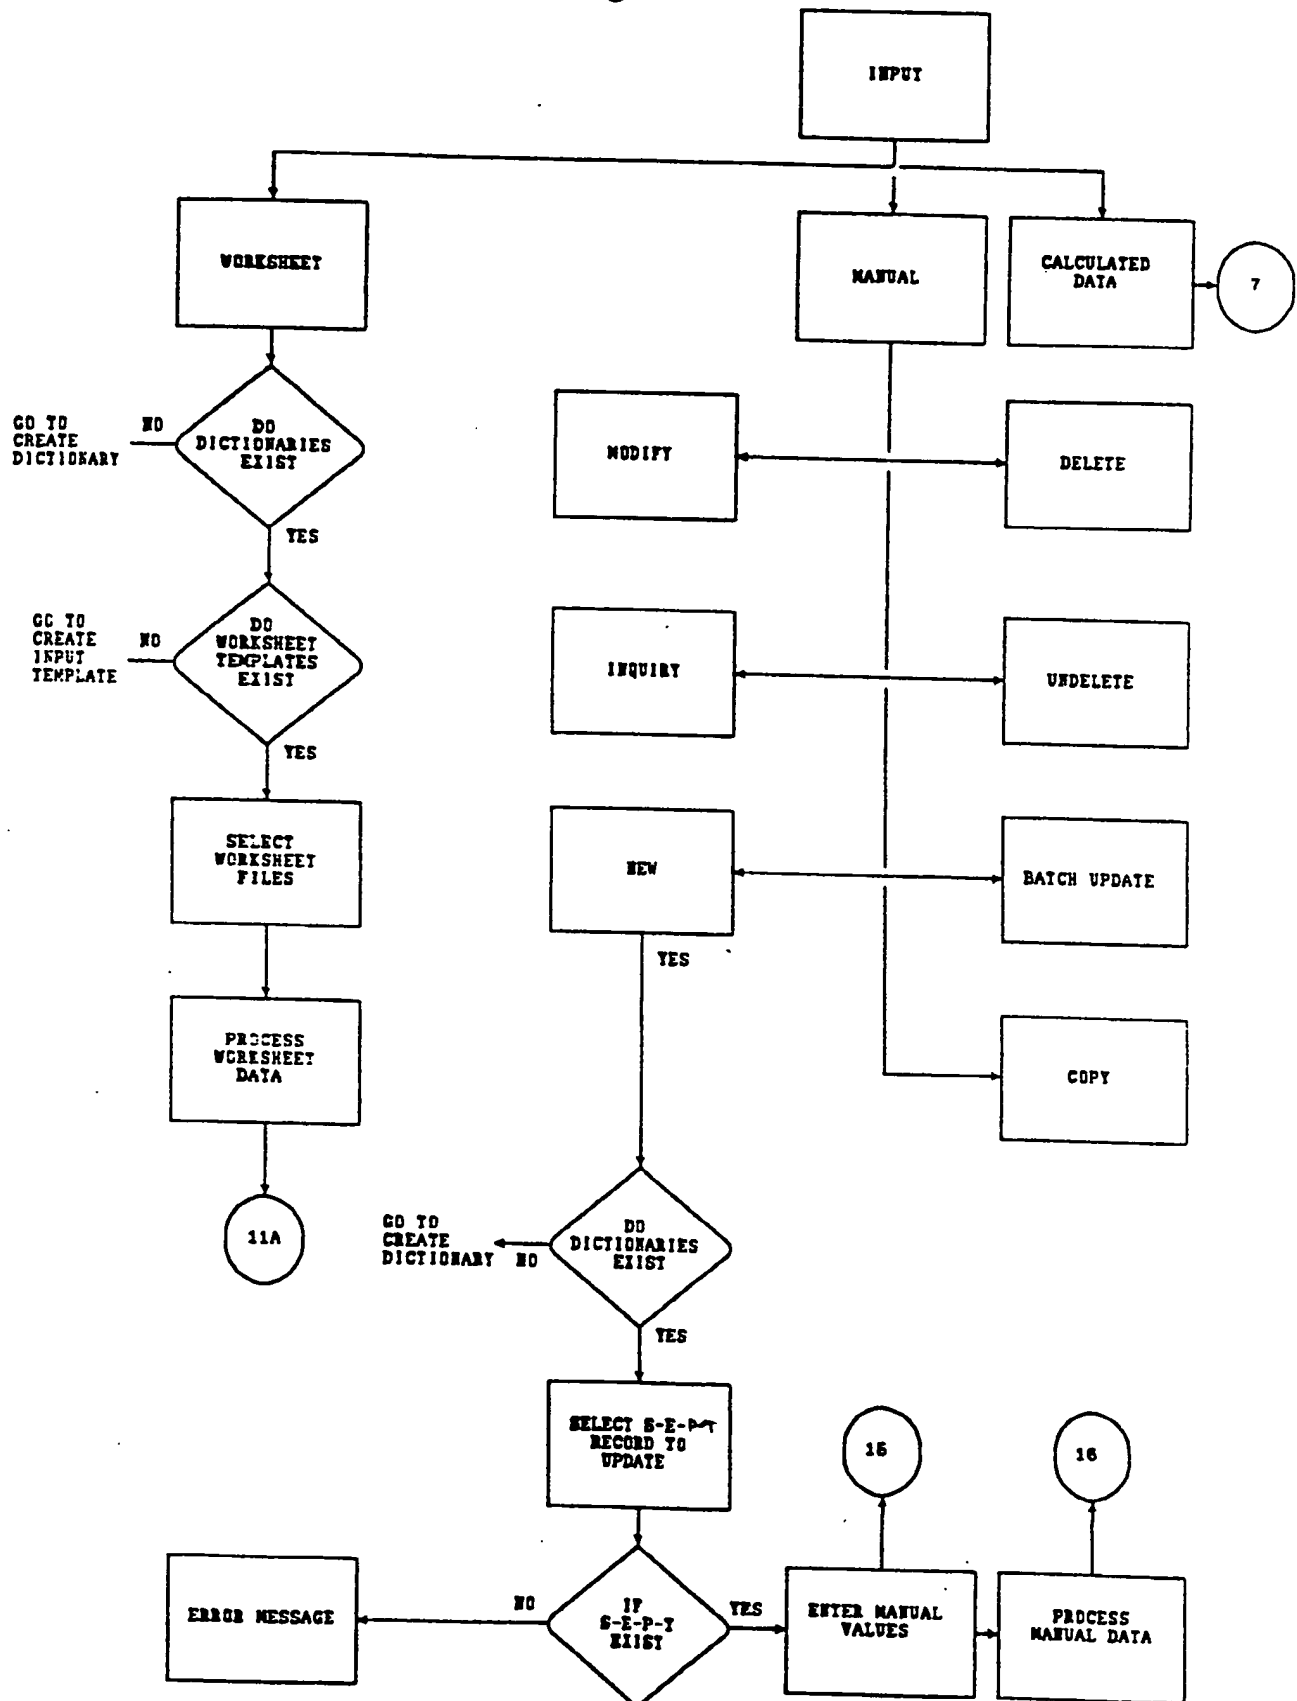 INPUT
WORKSHEET
MANUAL
CALCULATED
DATA
7
GO TO
CREATE
DICTIONARY
NO
DO
DICTIONARIES
EXIST
YES
MODIFY
DELETE
GO TO
CREATE
INPUT
TEMPLATE
NO
DO
WORKSHEET
TEMPLATES
EXIST
YES
INQUIRY
UNDELETE
SELECT
WORKSHEET
FILES
NEW
YES
BATCH UPDATE
PROCESS
WORKSHEET
DATA
COPY
11A
GO TO
CREATE
DICTIONARY
NO
DO
DICTIONARIES
EXIST
YES
SELECT S-E-P-T
RECORD TO
UPDATE
15
16
ERROR MESSAGE
NO
IF
S-E-P-T
EXIST
YES
ENTER MANUAL
VALUES
PROCESS
MANUAL DATA